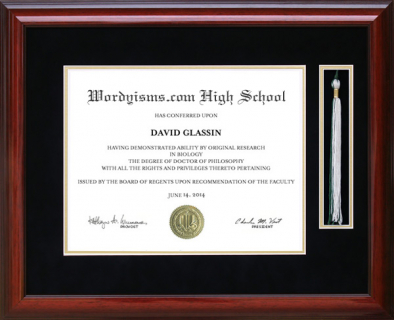 Wordyisms.com High School
HAS CONFERRED UPON
DAVID GLASSIN
HAVING DEMONSTRATED ABILITY BY ORIGINAL RESEARCH
IN BIOLOGY
THE DEGREE OF DOCTOR OF PHILOSOPHY
WITH ALL THE RIGHTS AND PRIVILEGES THERETO PERTAINING
ISSUED BY THE BOARD OF REGENTS UPON RECOMMENDATION OF THE FACULTY
JUNE 14, 2014
PROVOST
PRESIDENT